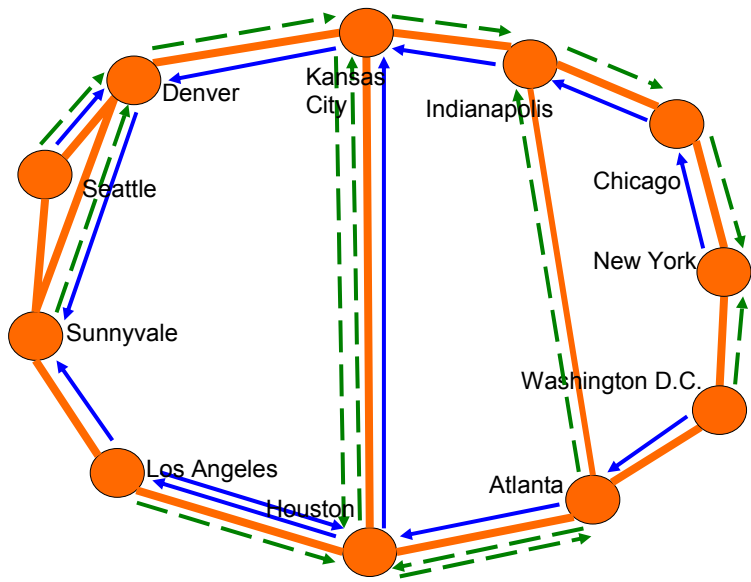 Kansas
City
Denver
Indianapolis
Chicago
Seattle
New York
Sunnyvale
Washington D.C.
Los Angeles
Atlanta
Houston